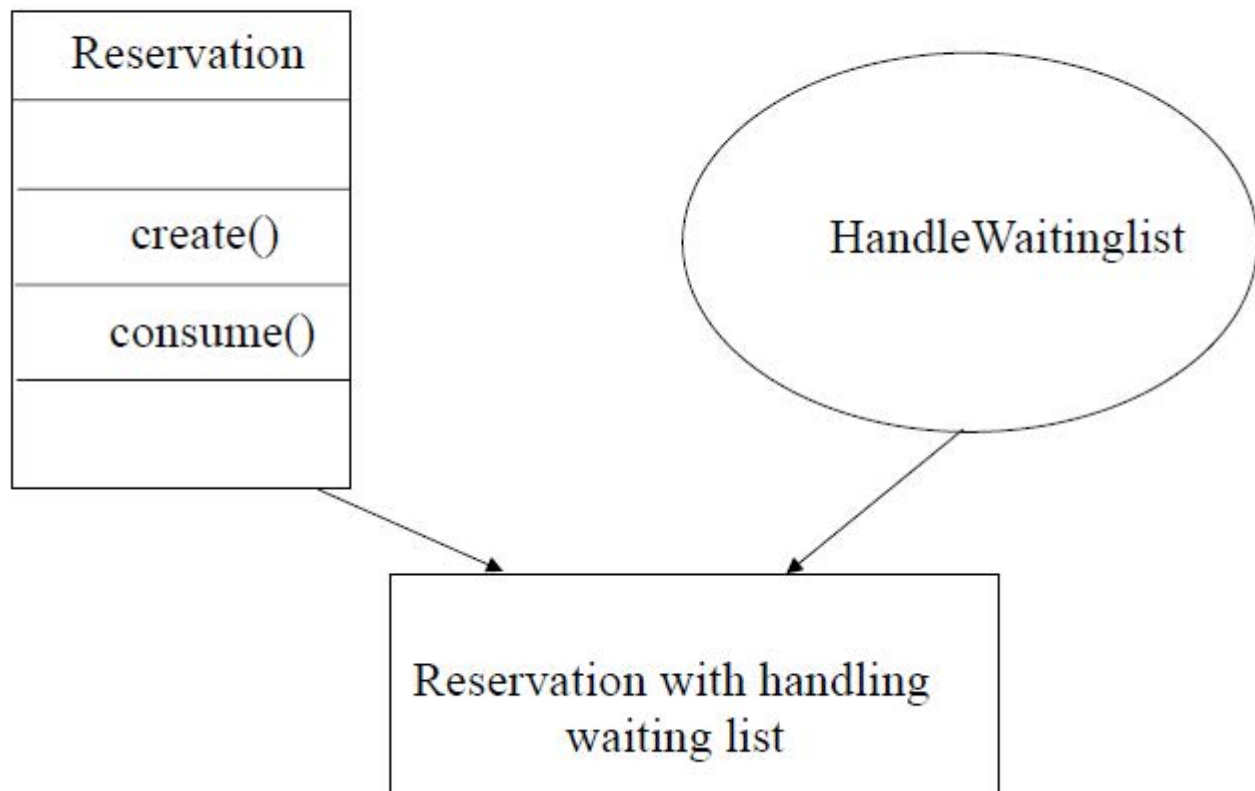 Reservation
create()
consume()
HandleWaitinglist
Reservation with handling
waiting list